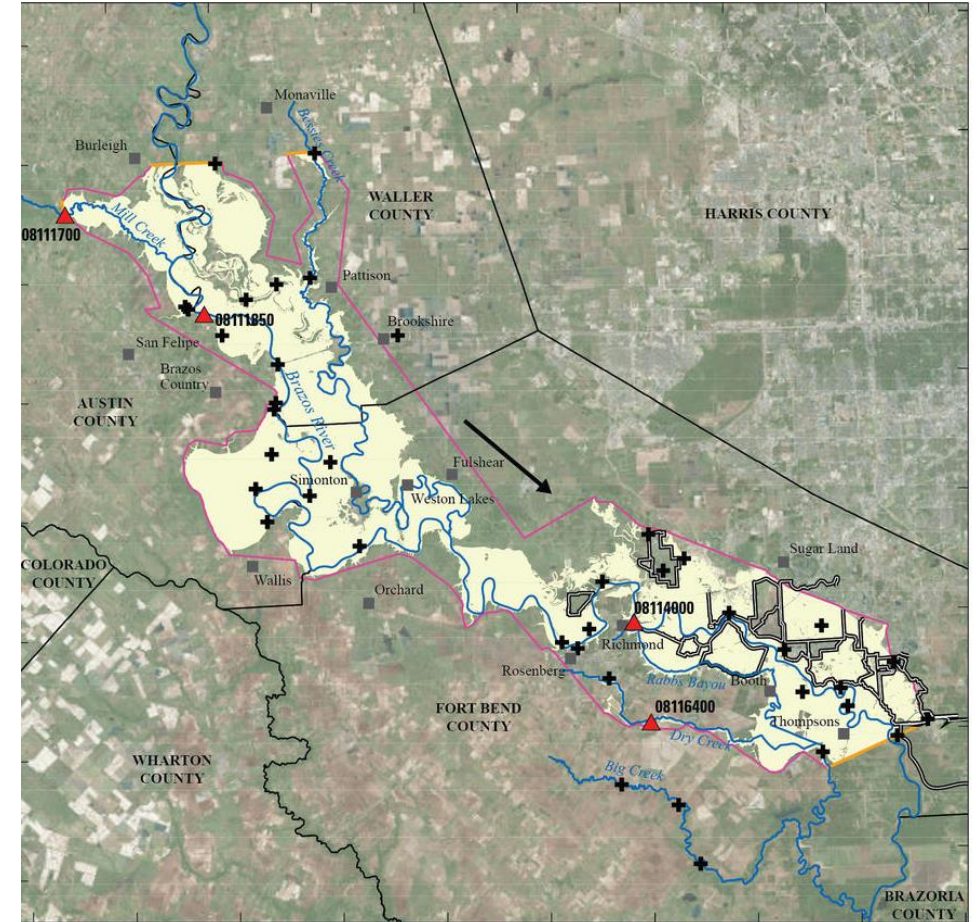 Monaville
Bessies Creek
Burleigh
WALLER
COUNTY
HARRIS COUNTY
Mill Creek
08111700
Pattison
08111850
Brookshire
San Felipe
Brazos
Country
AUSTIN
COUNTY
Brazos River
Fulshear
Simonton
Weston Lakes
COLORADO
COUNTY
Wallis
Orchard
Sugar Land
08114000
Richmond
Rosenberg
Rabbs Bayou
Booth
FORT BEND
COUNTY
08116400
Thompsons
Dry Creek
WHARTON
COUNTY
Big Creek
BRAZORIA
COUNTY